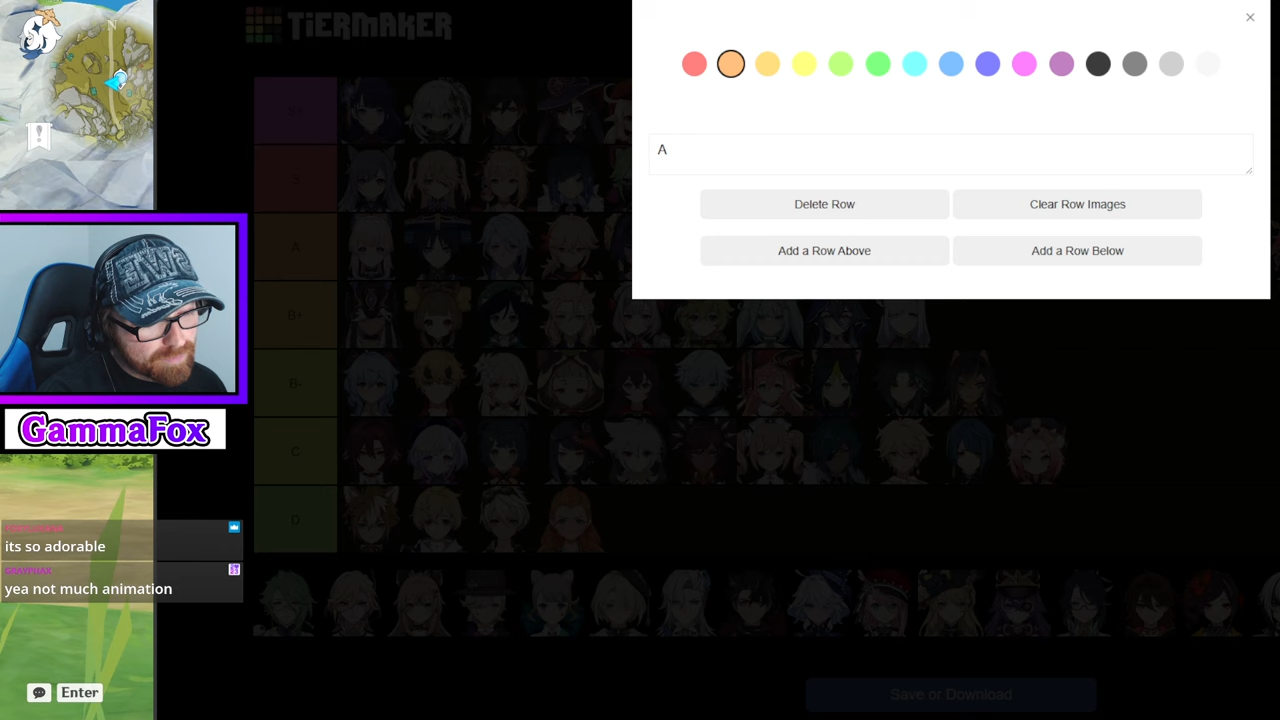 N
TiERMAKER
×
A
Delete Row
Clear Row Images
Add a Row Above
Add a Row Below
S+
S
A
B+
B-
C
D
GammaFox
its so adorable
GRAYPHAX
yea not much animation
Enter
Save or Download